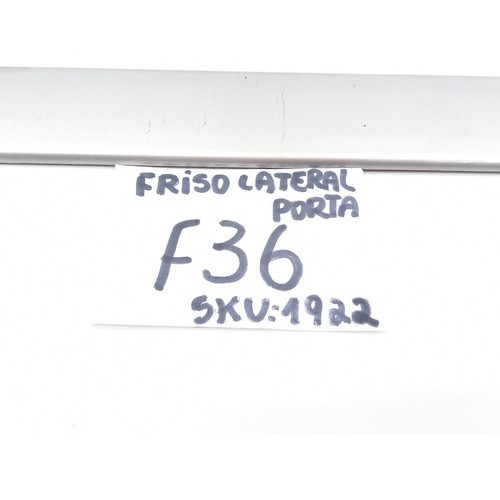 FRISO LATERAL
PORTA
F36
SKU:1922